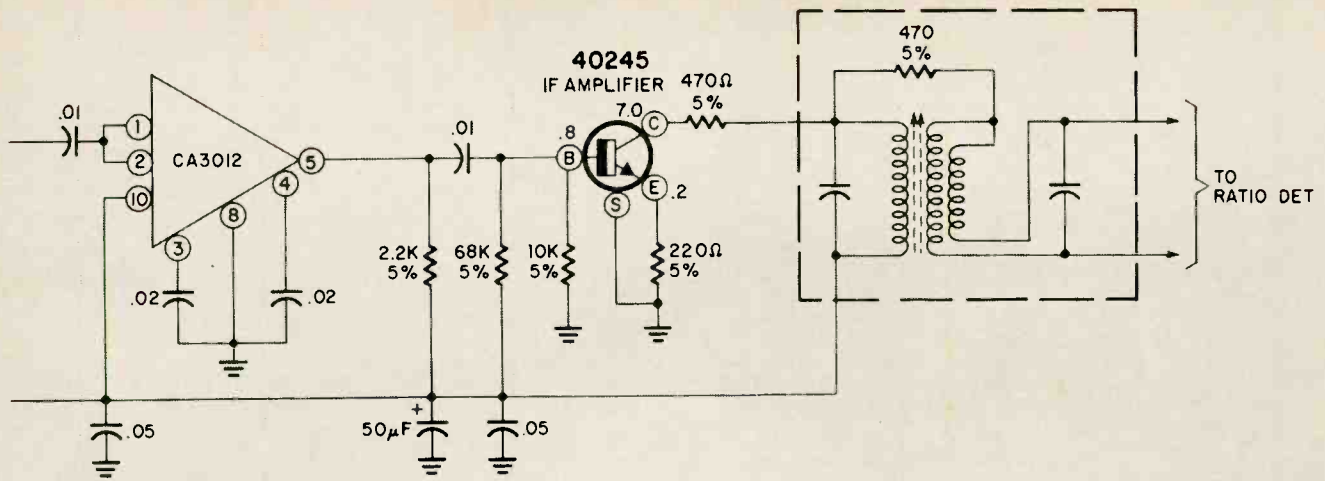 40245
IF AMPLIFIER
470
5%
470Ω
5%
7.0
C
.01
1
2
10
CA3012
5
4
8
3
.01
.8
B
E
.2
S
TO
RATIO DET
2.2K
5%
68K
5%
10K
5%
220Ω
5%
.02
.02
.05
+
50µF
.05